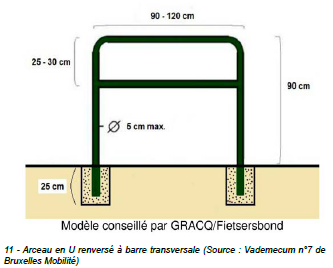 90 - 120 cm
25 - 30 cm
90 cm
Ø 5 cm max.
25 cm
Modèle conseillé par GRACQ/Fietsersbond
11 - Arceau en U renversé à barre transversale (Source : Vademecum n°7 de
Bruxelles Mobilité)